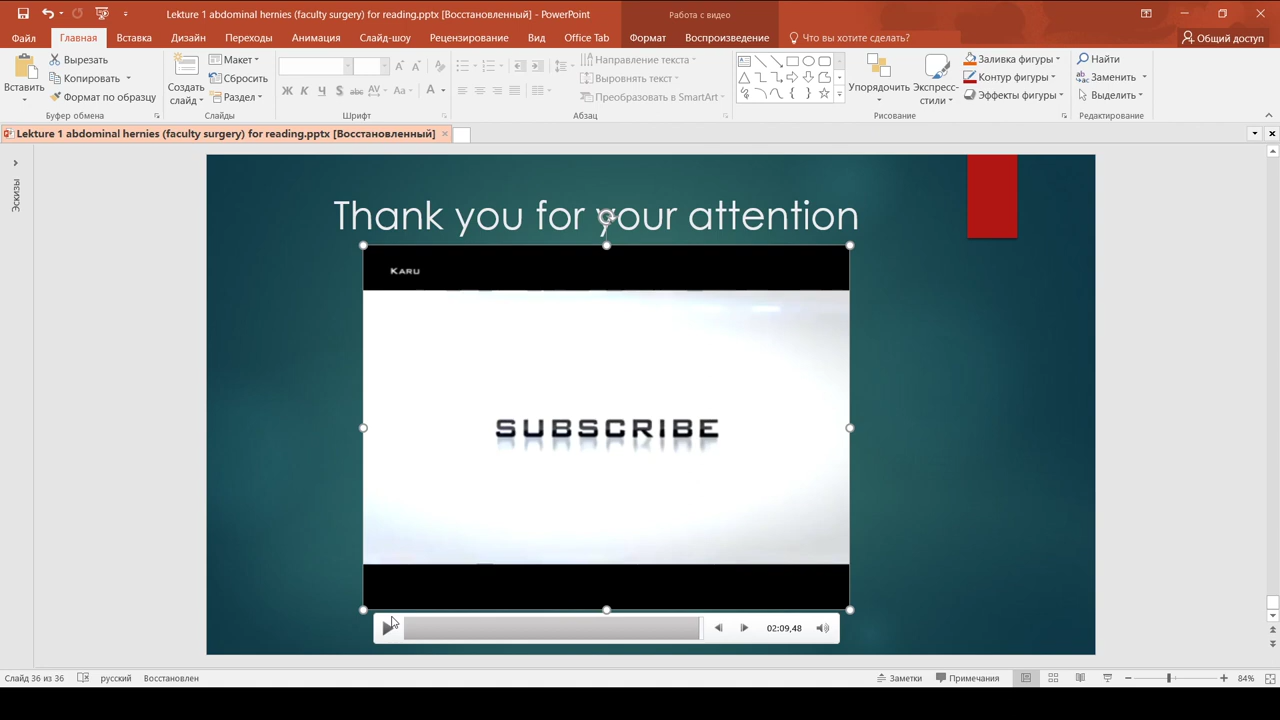 Lekture 1 abdominal hernies (faculty surgery) for reading.pptx [Восстановленный] - PowerPoint
Работа с видео
Файл Главная Вставка Дизайн Переходы Анимация Слайд-шоу Рецензирование Вид Office Tab Формат Воспроизведение Что вы хотите сделать? Общий доступ
Вставить
Вырезать
Копировать
Формат по образцу
Буфер обмена
Создать слайд
Макет
Сбросить
Раздел
Слайды
Ж К Ч S abc AV Aa A
Шрифт
Направление текста
Выровнять текст
Преобразовать в SmartArt
Абзац
Упорядочить
Экспресс-стили
Заливка фигуры
Контур фигуры
Эффекты фигуры
Рисование
Найти
Заменить
Выделить
Редактирование
Lekture 1 abdominal hernies (faculty surgery) for reading.pptx [Восстановленный]
Эскизы
Thank you for your attention
KARU
SUBSCRIBE
02:09,48
Слайд 36 из 36 русский Восстановлен Заметки Примечания 84%